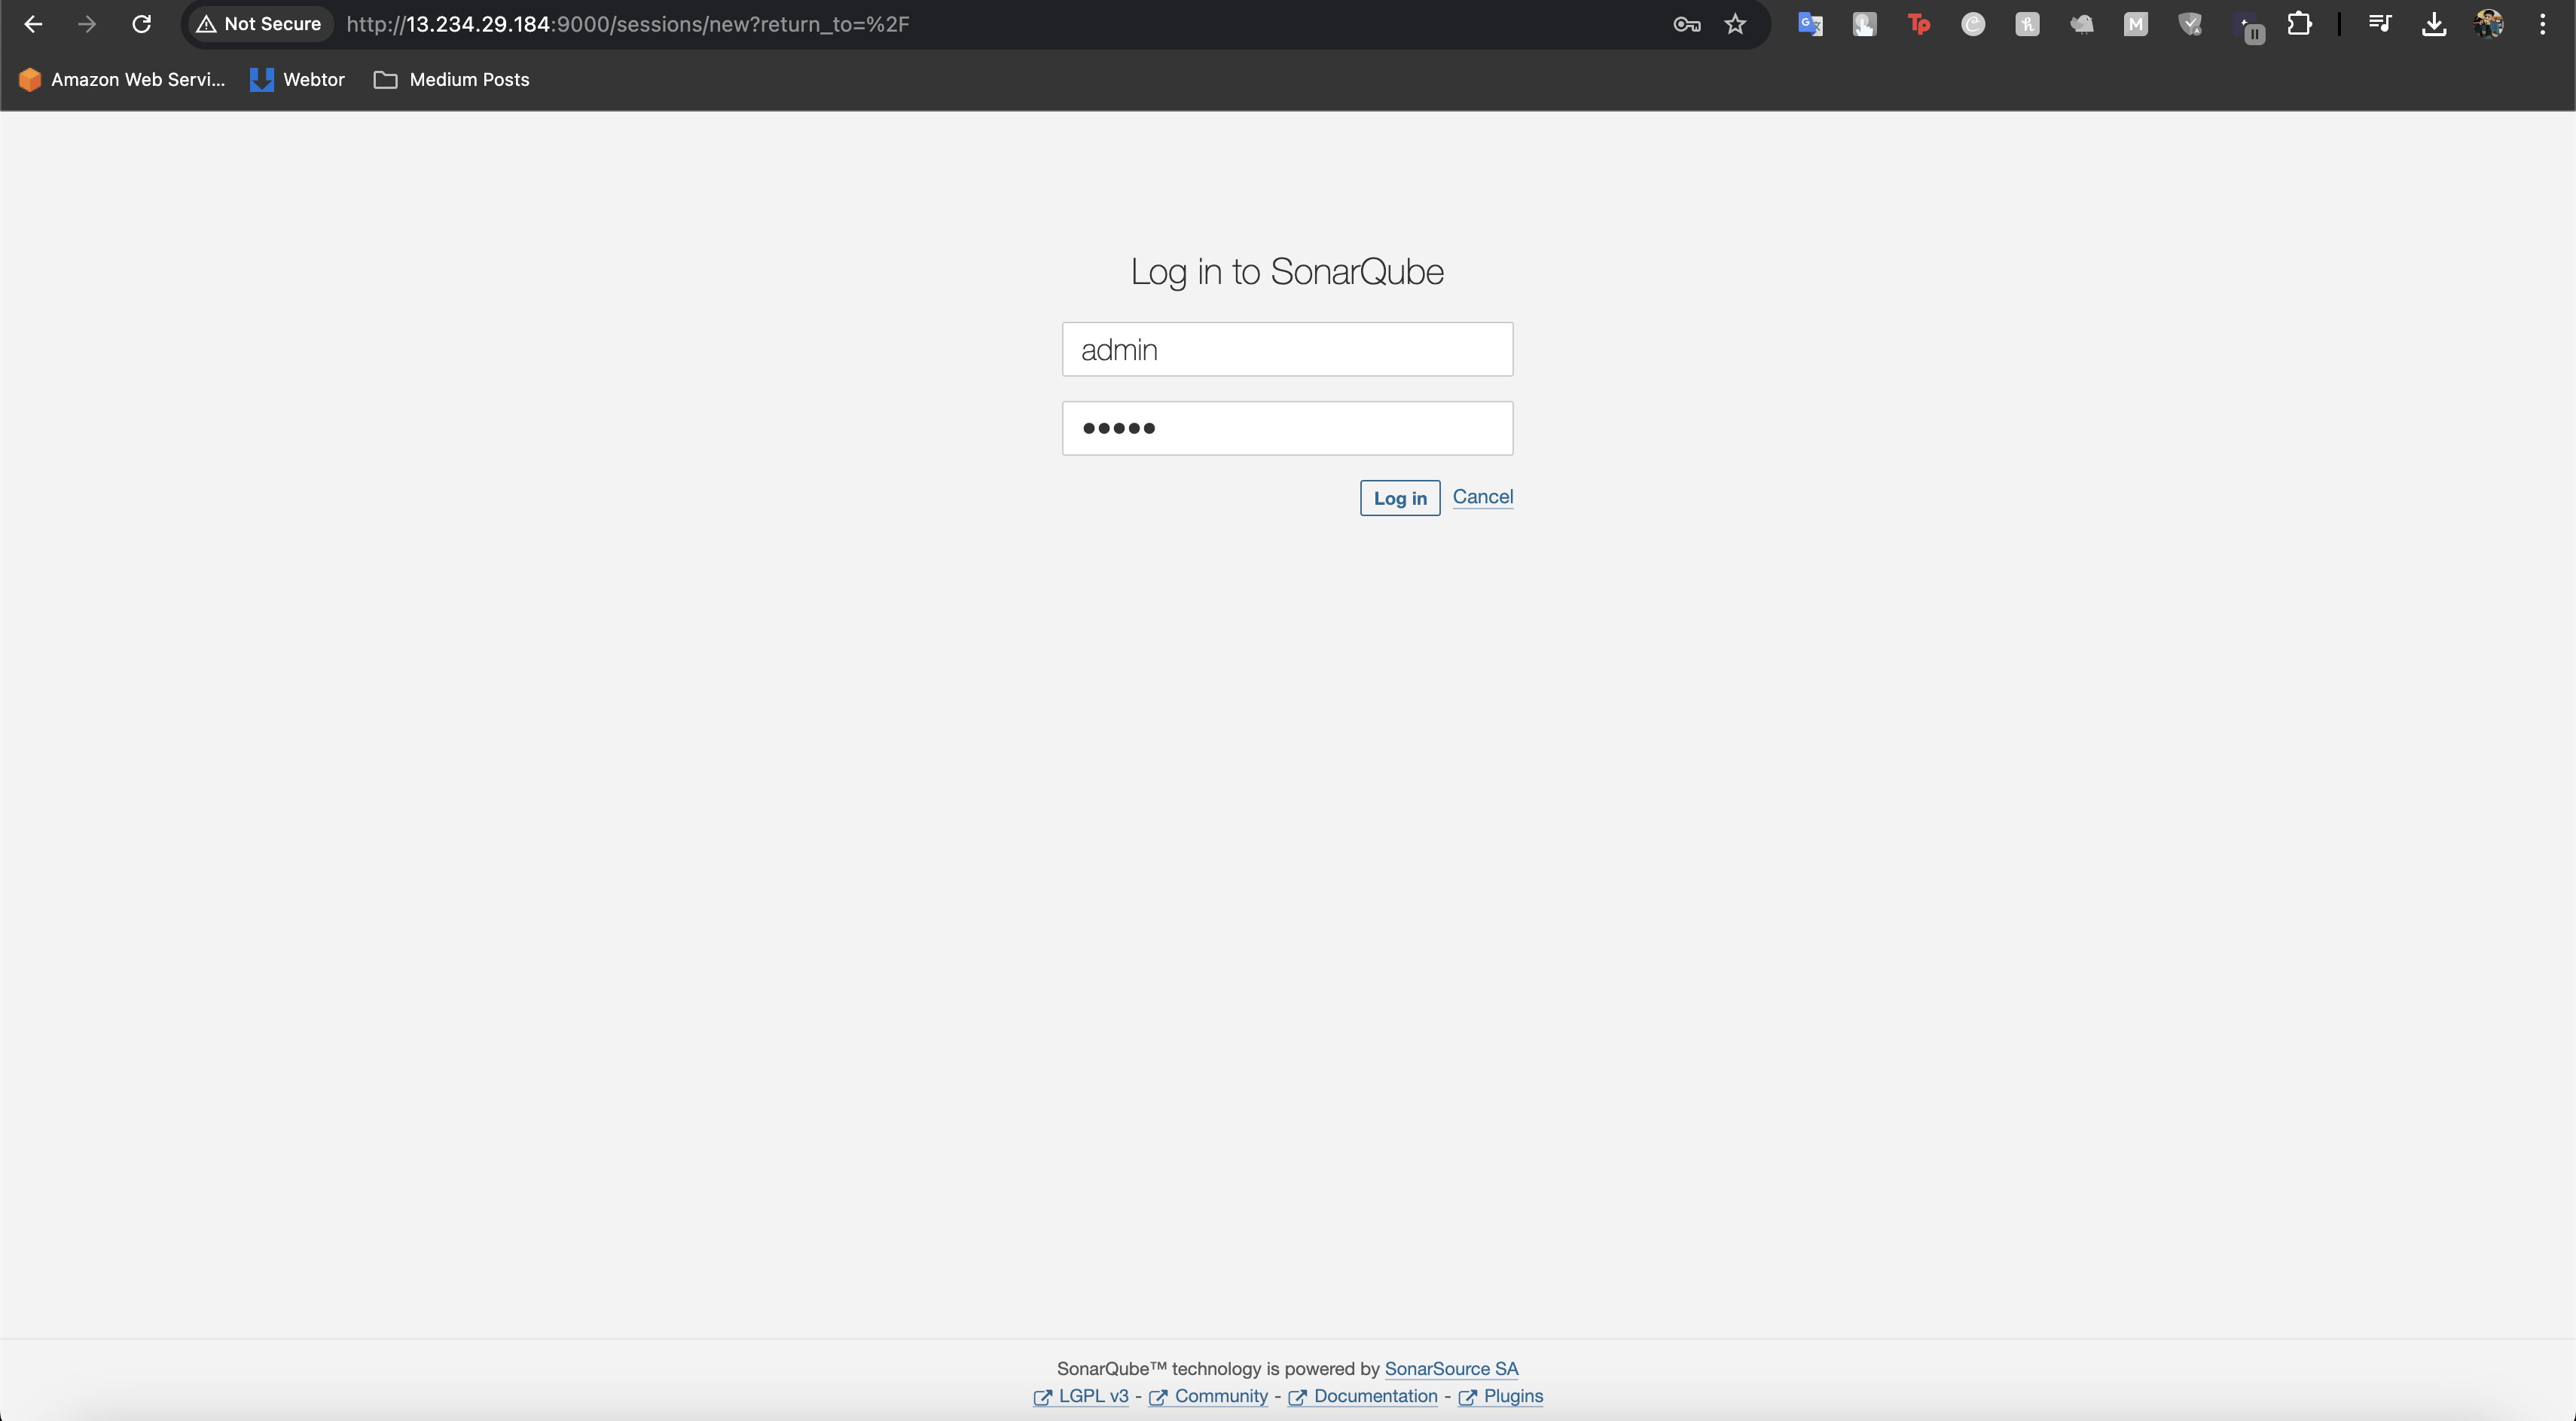 Not Secure http://13.234.29.184:9000/sessions/new?return_to=%2F
Amazon Web Servi... Webtor Medium Posts
Log in to SonarQube
admin
•••••
Log in Cancel
SonarQube™ technology is powered by SonarSource SA
LGPL v3 - Community - Documentation - Plugins